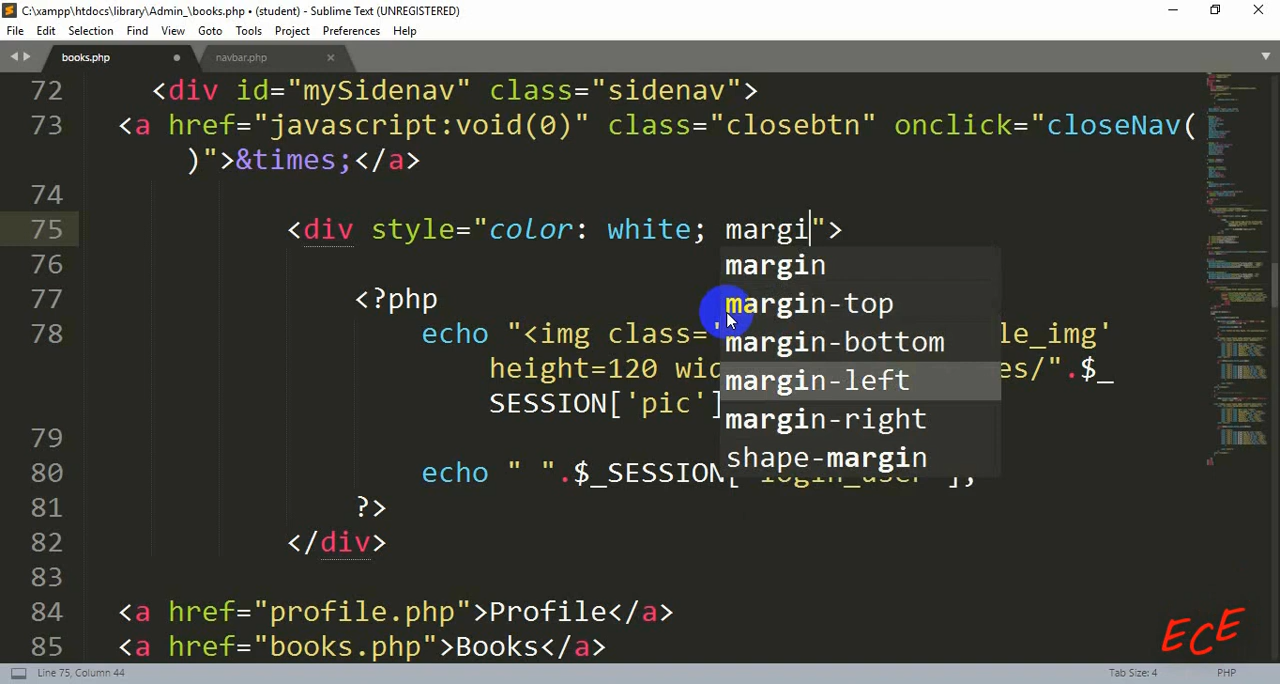 C:\xampp\htdocs\library\Admin_\books.php • (student) - Sublime Text (UNREGISTERED)
File Edit Selection Find View Goto Tools Project Preferences Help
books.php navbar.php
72 <div id="mySidenav" class="sidenav">
73 <a href="javascript:void(0)" class="closebtn" onclick="closeNav(
)">&times;</a>
74
75 <div style="color: white; margi">
76 margin
77 <?php margin-top
78 echo "<img class=' le_img'
margin-bottom
height=120 wid es/".$_
margin-left
SESSION['pic']
margin-right
79 shape-margin
80 echo " ".$_SESSION[ ];
81 ?>
82 </div>
83
84 <a href="profile.php">Profile</a>
85 <a href="books.php">Books</a>
ECE
Line 75, Column 44 Tab Size: 4 PHP